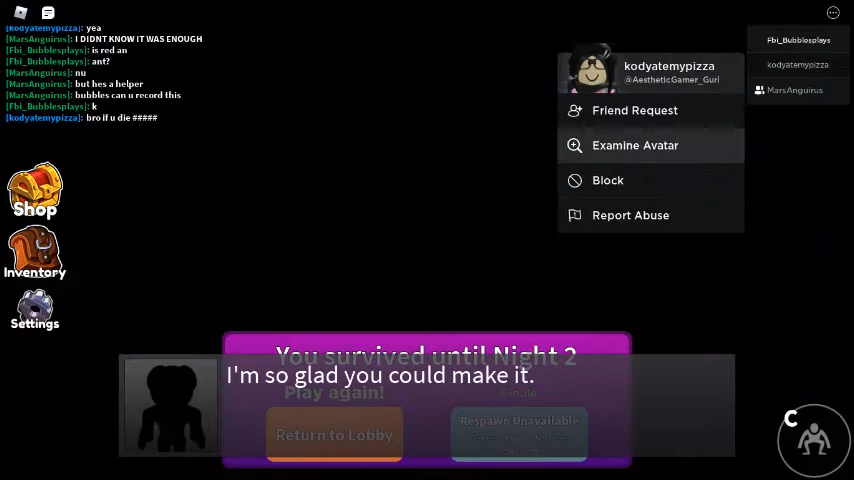 [kodyatemypizza]: yea
[MarsAnguirus]: I DIDNT KNOW IT WAS ENOUGH
[Fbi_Bubblesplays]: is red an
[Fbi_Bubblesplays]: ant?
[MarsAnguirus]: nu
[MarsAnguirus]: but hes a helper
[MarsAnguirus]: bubbles can u record this
[Fbi_Bubblesplays]: k
[kodyatemypizza]: bro if u die #####
Fbi_Bubblesplays
kodyatemypizza
MarsAnguirus
kodyatemypizza
@AestheticGamer_Gurl
Friend Request
Examine Avatar
Block
Report Abuse
Shop
Inventory
Settings
You survived until Night 2
I'm so glad you could make it.
Play again!
Return to Lobby
Respawn Unavailable
C